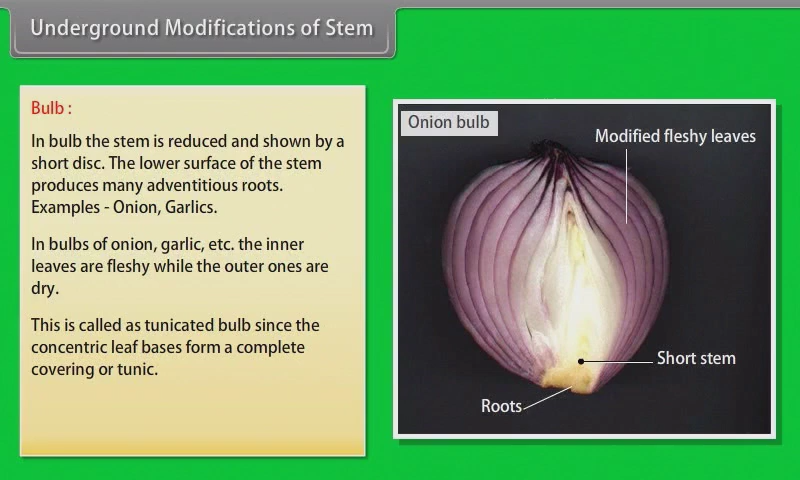 Underground Modifications of Stem
Bulb :
In bulb the stem is reduced and shown by a
short disc. The lower surface of the stem
produces many adventitious roots.
Examples - Onion, Garlics.
In bulbs of onion, garlic, etc. the inner
leaves are fleshy while the outer ones are
dry.
This is called as tunicated bulb since the
concentric leaf bases form a complete
covering or tunic.
Onion bulb
Modified fleshy leaves
Short stem
Roots